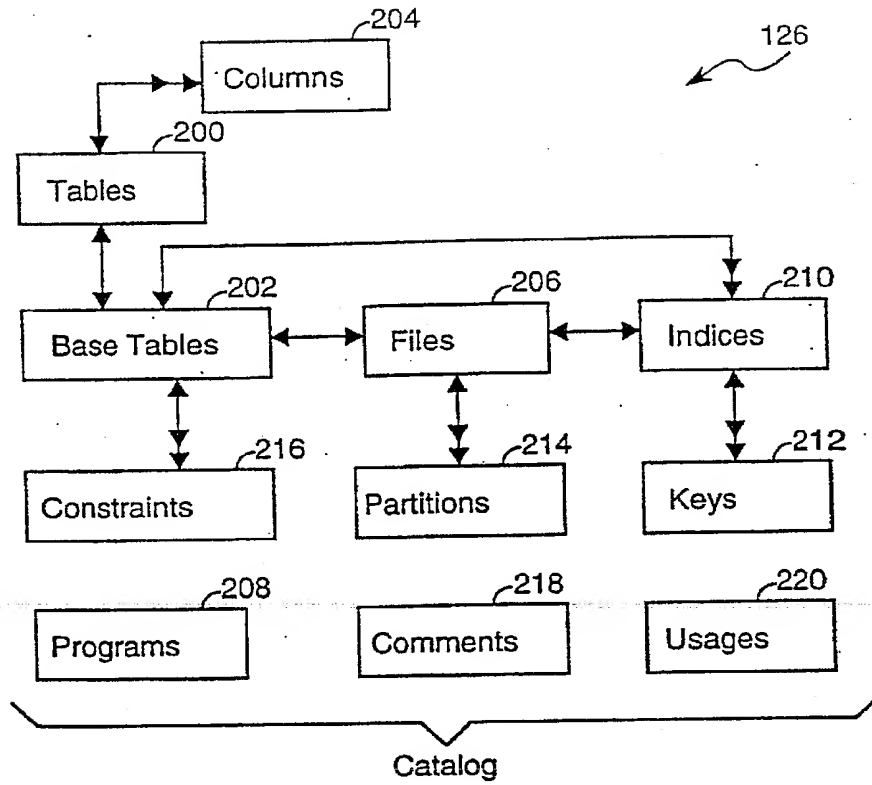 204
126
Columns
200
Tables
202
206
210
Base Tables
Files
Indices
216
214
212
Constraints
Partitions
Keys
208
218
220
Programs
Comments
Usages
Catalog